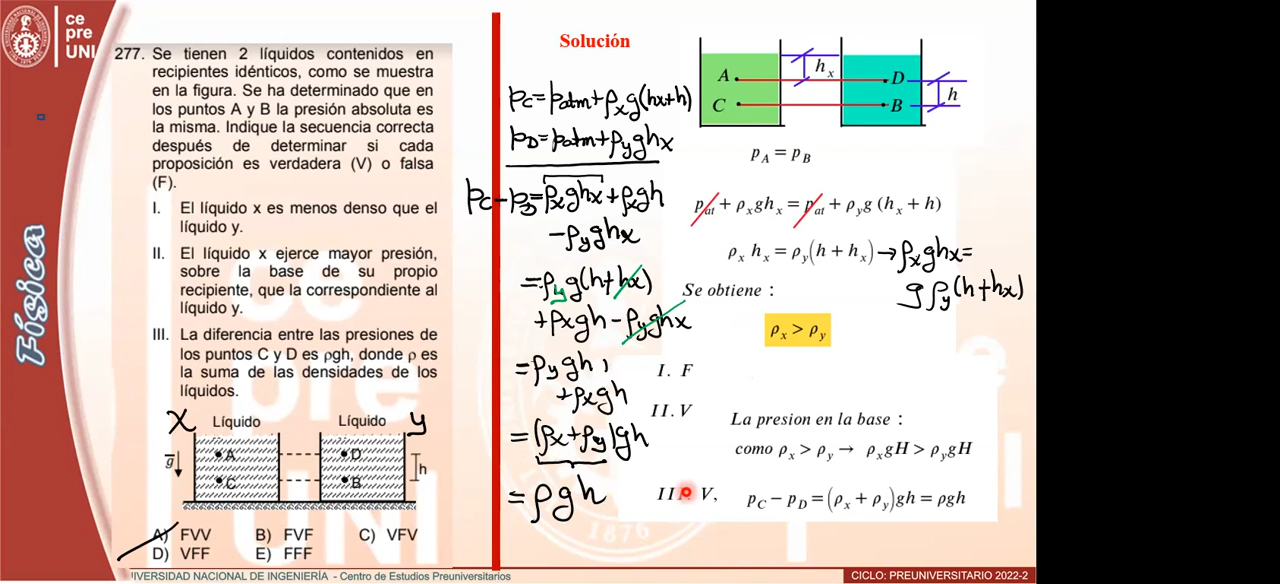 ce
pre
UNI
Física
277. Se tienen 2 líquidos contenidos en
recipientes idénticos, como se muestra
en la figura. Se ha determinado que en
los puntos A y B la presión absoluta es
la misma. Indique la secuencia correcta
después de determinar si cada
proposición es verdadera (V) o falsa
(F).
I. El líquido x es menos denso que el
líquido y.
II. El líquido x ejerce mayor presión,
sobre la base de su propio
recipiente, que la correspondiente al
líquido y.
III. La diferencia entre las presiones de
los puntos C y D es ρgh, donde ρ es
la suma de las densidades de los
líquidos.
x Líquido Líquido y
g A D h
C B
A) FVV B) FVF C) VFV
D) VFF E) FFF
Solución
A D
C B
h_x
h
p_C = p_atm + ρ_x g(h_x+h)
p_D = p_atm + ρ_y g h_x
p_C - p_D = ρ_x g h_x + ρ_x g h
- ρ_y g h_x
= ρ_y g(h+h_x)
+ ρ_x g h - ρ_y g h_x
= ρ_y g h
+ ρ_x g h
= (ρ_x + ρ_y) g h
= ρ g h
p_A = p_B
p_at + ρ_x g h_x = p_at + ρ_y g (h_x + h)
ρ_x h_x = ρ_y (h + h_x) → ρ_x g h_x =
g ρ_y (h+h_x)
Se obtiene :
ρ_x > ρ_y
I. F
II. V
La presion en la base :
como ρ_x > ρ_y → ρ_x gH > ρ_y gH
III. V, p_C - p_D = (ρ_x + ρ_y) gh = ρgh
1876
UNIVERSIDAD NACIONAL DE INGENIERÍA - Centro de Estudios Preuniversitarios
CICLO: PREUNIVERSITARIO 2022-2